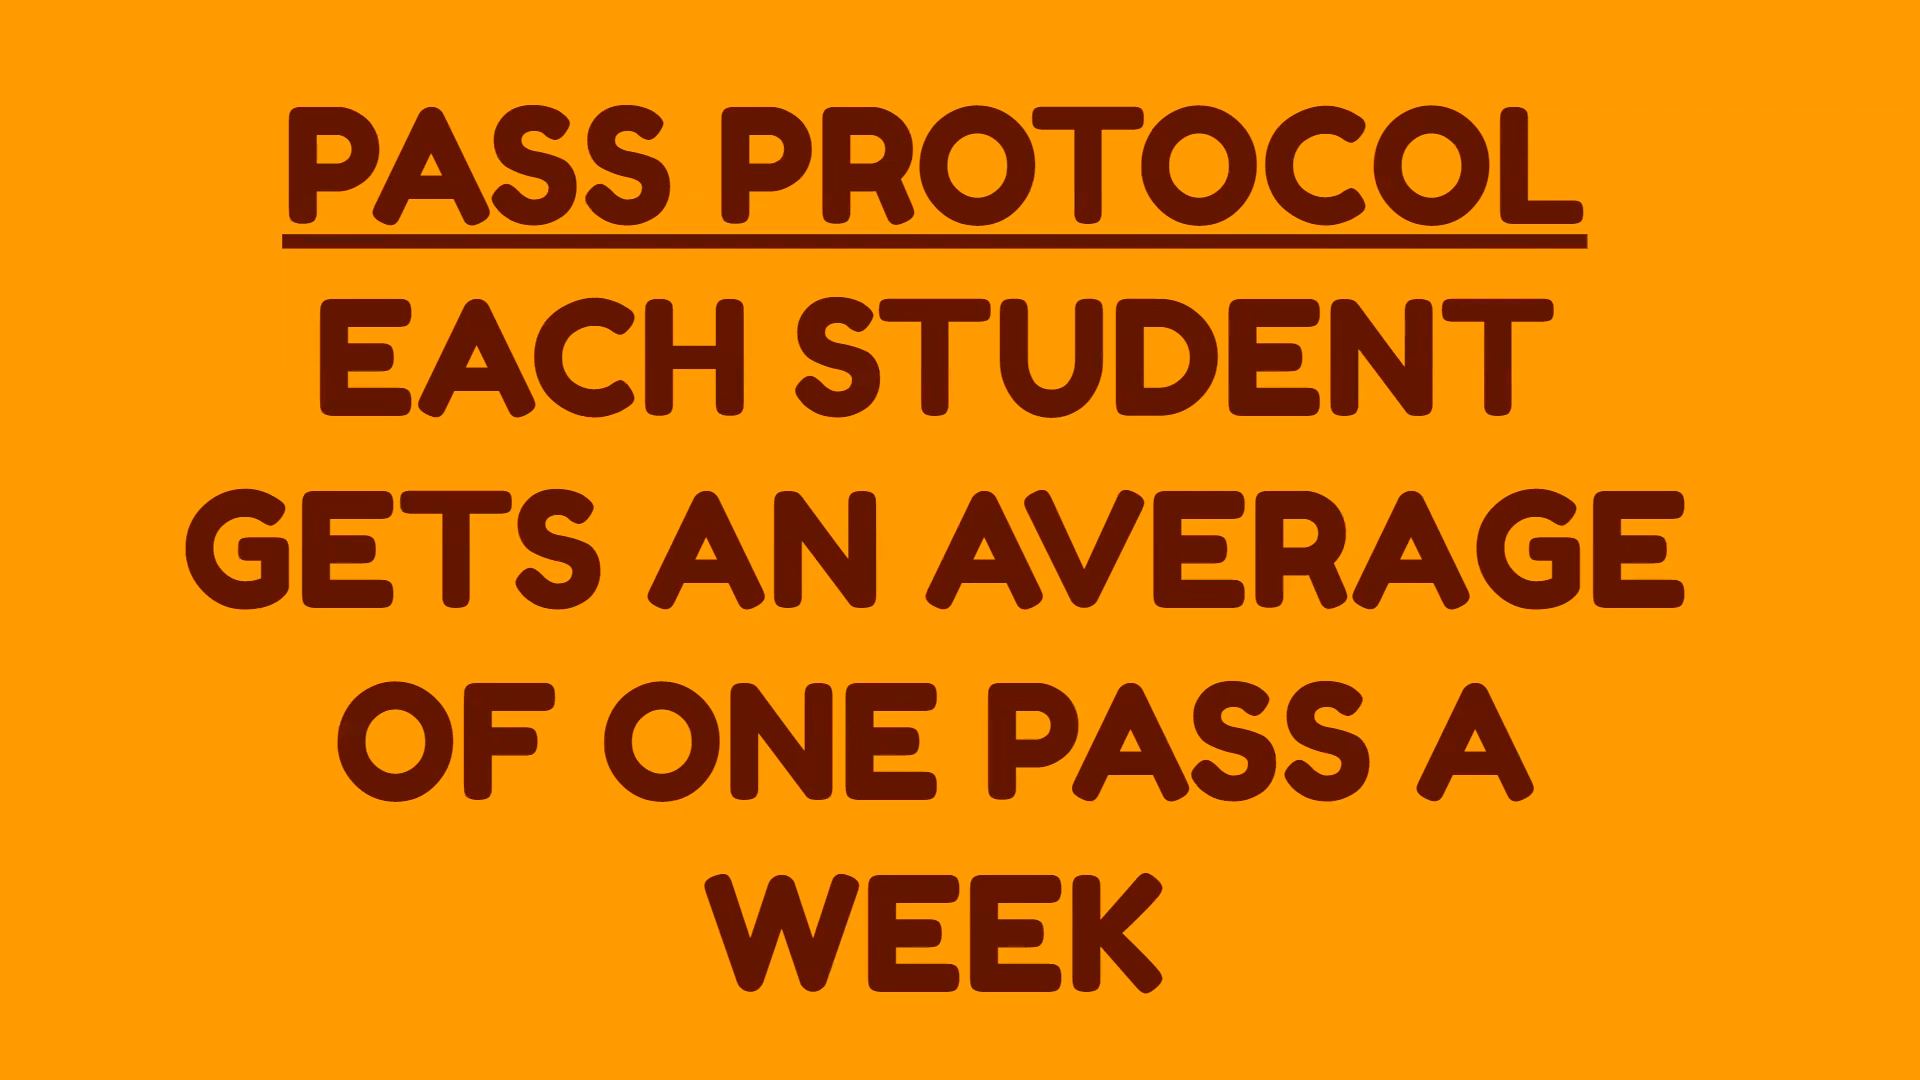 PASS PROTOCOL
EACH STUDENT
GETS AN AVERAGE
OF ONE PASS A
WEEK